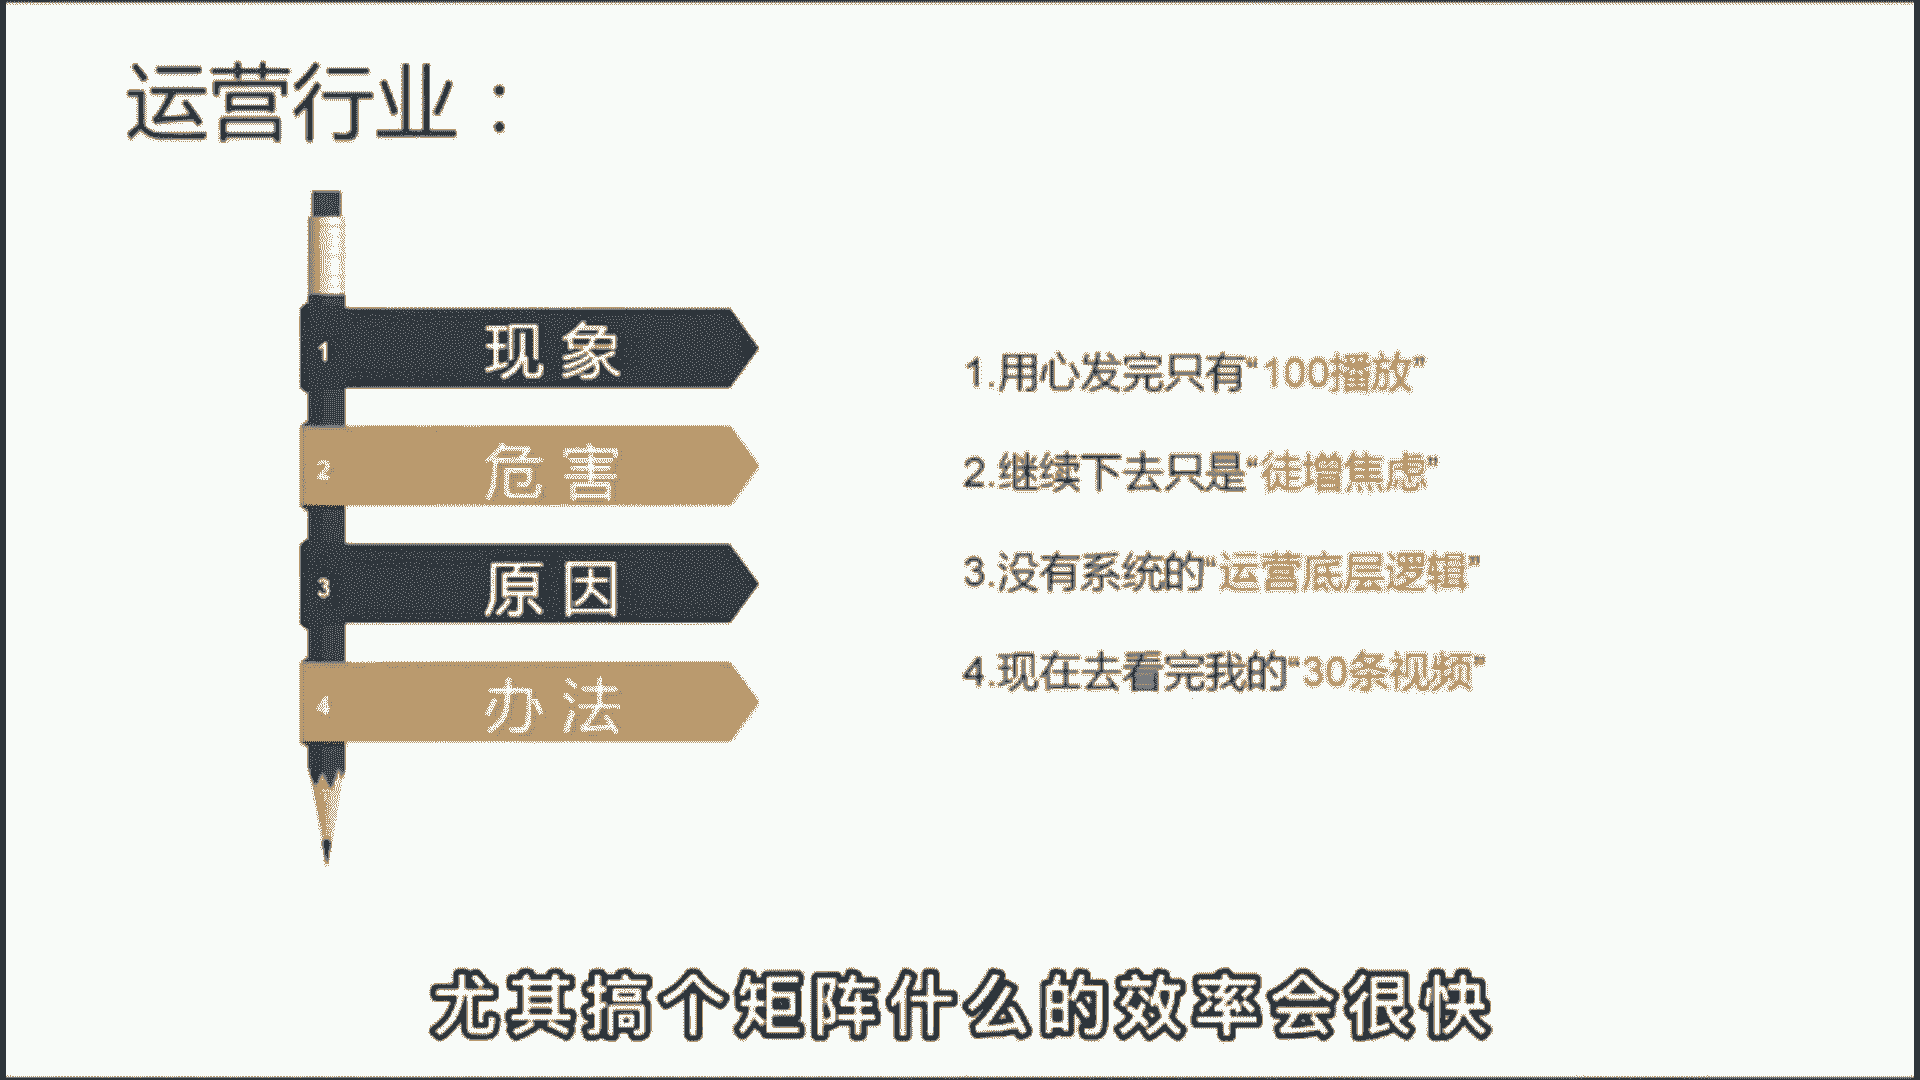 运营行业：
1 现象
2 危害
3 原因
4 办法
1.用心发完只有“100播放”
2.继续下去只是“徒增焦虑”
3.没有系统的“运营底层逻辑”
4.现在去看完我的“30条视频”
尤其搞个矩阵什么的效率会很快